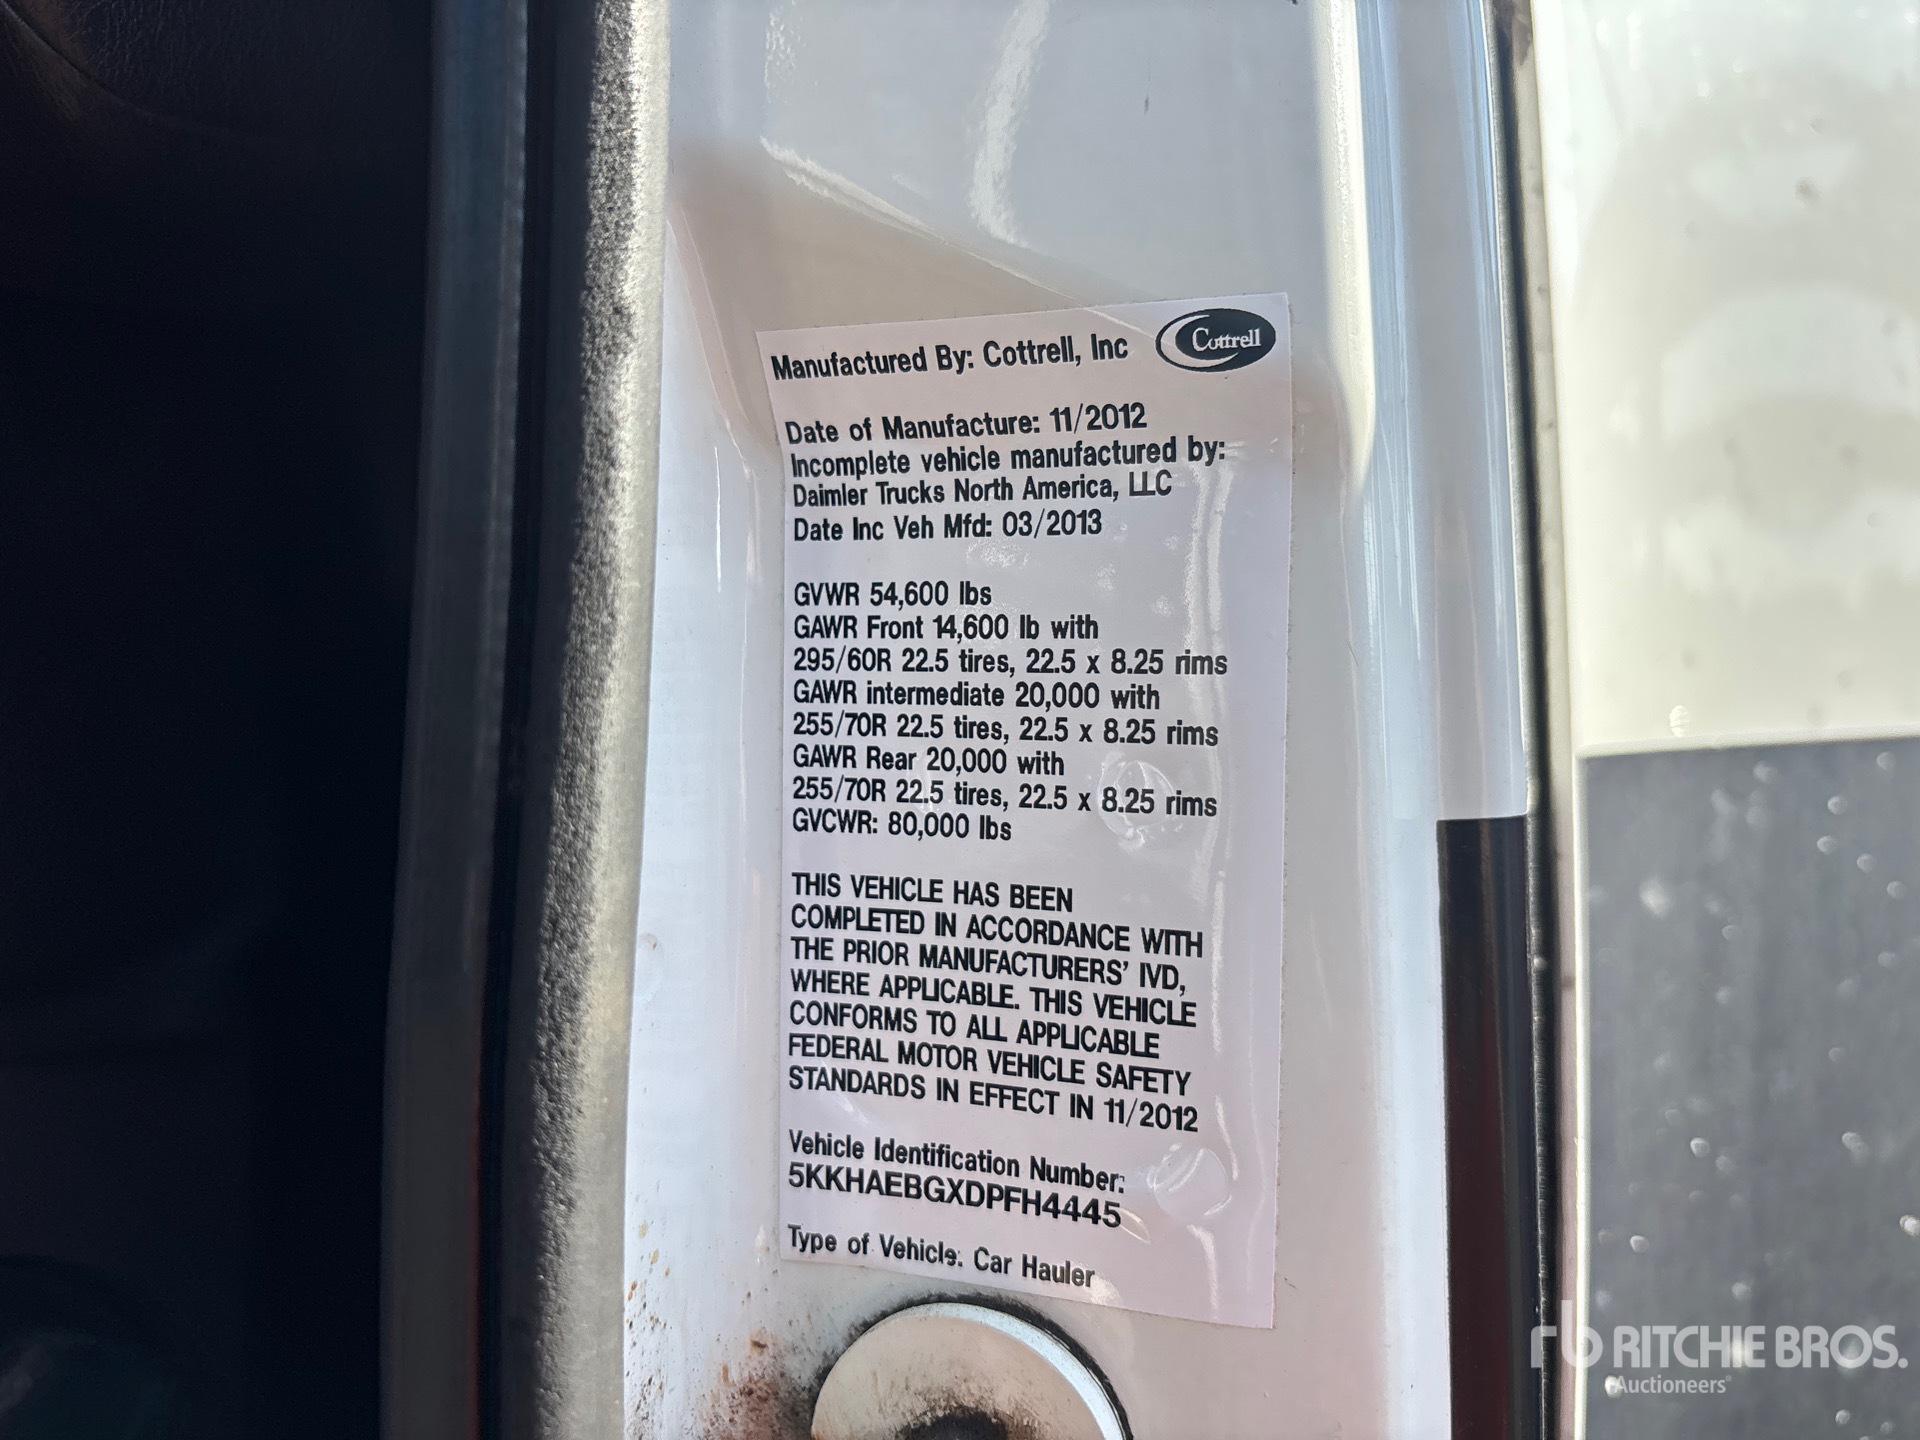 Manufactured By: Cottrell, Inc
Cottrell
Date of Manufacture: 11/2012
Incomplete vehicle manufactured by:
Daimler Trucks North America, LLC
Date Inc Veh Mfd: 03/2013
GVWR 54,600 lbs
GAWR Front 14,600 lb with
295/60R 22.5 tires, 22.5 x 8.25 rims
GAWR intermediate 20,000 with
255/70R 22.5 tires, 22.5 x 8.25 rims
GAWR Rear 20,000 with
255/70R 22.5 tires, 22.5 x 8.25 rims
GVCWR: 80,000 lbs
THIS VEHICLE HAS BEEN
COMPLETED IN ACCORDANCE WITH
THE PRIOR MANUFACTURERS' IVD,
WHERE APPLICABLE. THIS VEHICLE
CONFORMS TO ALL APPLICABLE
FEDERAL MOTOR VEHICLE SAFETY
STANDARDS IN EFFECT IN 11/2012
Vehicle Identification Number:
5KKHAEBGXDPFH4445
Type of Vehicle: Car Hauler
rb RITCHIE BROS.
Auctioneers